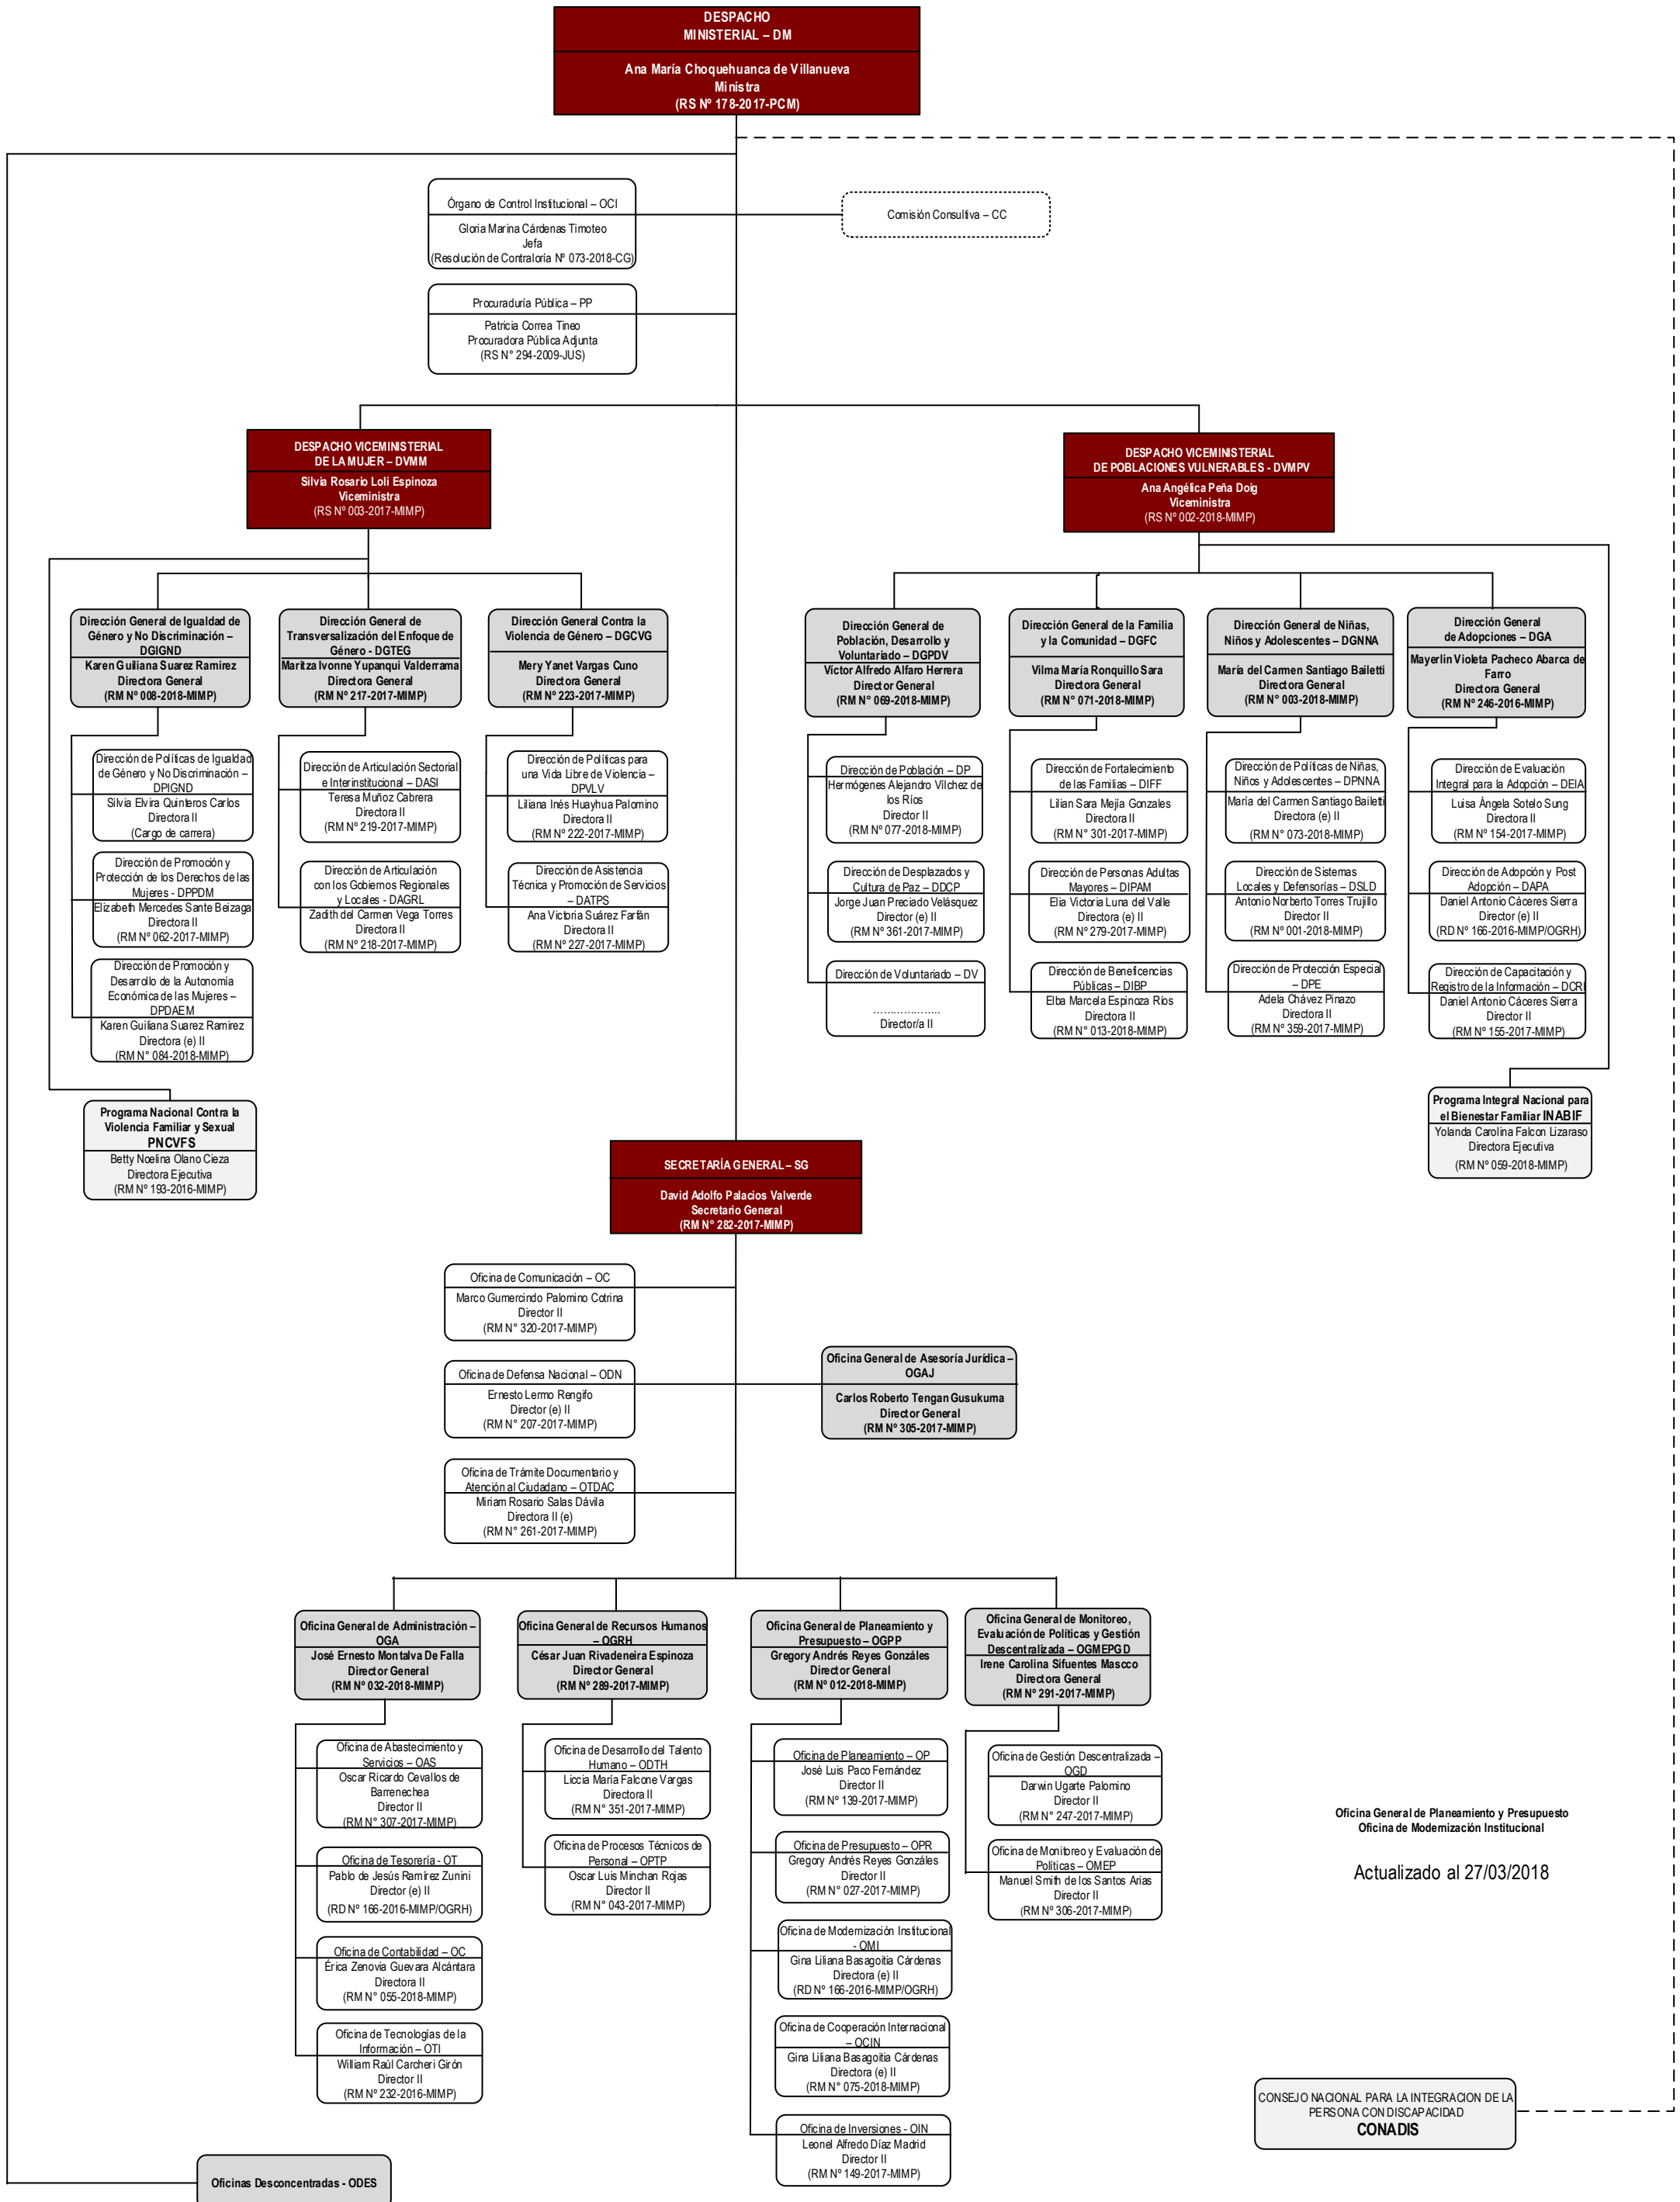 DESPACHO
MINISTERIAL – DM
Ana María Choquehuanca de Villanueva
Ministra
(RS Nº 178-2017-PCM)
Órgano de Control Institucional – OCI
Gloria Marina Cárdenas Timoteo
Jefa
(Resolución de Contraloría Nº 073-2018-CG)
Comisión Consultiva – CC
Procuraduría Pública – PP
Patricia Correa Tineo
Procuradora Pública Adjunta
(RS N° 294-2009-JUS)
DESPACHO VICEMINISTERIAL
DE LA MUJER – DVMM
Silvia Rosario Loli Espinoza
Viceministra
(RS Nº 003-2017-MIMP)
DESPACHO VICEMINISTERIAL
DE POBLACIONES VULNERABLES - DVMPV
Ana Angélica Peña Doig
Viceministra
(RS Nº 002-2018-MIMP)
Dirección General de Igualdad de
Género y No Discriminación –
DGIGND
Karen Guiliana Suarez Ramirez
Directora General
(RM Nº 008-2018-MIMP)
Dirección General de
Transversalización del Enfoque de
Género - DGTEG
Maritza Ivonne Yupanqui Valderrama
Directora General
(RM Nº 217-2017-MIMP)
Dirección General Contra la
Violencia de Género – DGCVG
Mery Yanet Vargas Cuno
Directora General
(RM Nº 223-2017-MIMP)
Dirección General de
Población, Desarrollo y
Voluntariado – DGPDV
Victor Alfredo Alfaro Herrera
Director General
(RM N° 069-2018-MIMP)
Dirección General de la Familia
y la Comunidad – DGFC
Vilma María Ronquillo Sara
Directora General
(RM N° 071-2018-MIMP)
Dirección General de Niñas,
Niños y Adolescentes – DGNNA
María del Carmen Santiago Bailetti
Directora General
(RM N° 003-2018-MIMP)
Dirección General
de Adopciones – DGA
Mayerlin Violeta Pacheco Abarca de
Farro
Directora General
(RM N° 246-2016-MIMP)
Dirección de Políticas de Igualdad
de Género y No Discriminación –
DPIGND
Silvia Elvira Quinteros Carlos
Directora II
(Cargo de carrera)
Dirección de Articulación Sectorial
e Interinstitucional – DASI
Teresa Muñoz Cabrera
Directora II
(RM Nº 219-2017-MIMP)
Dirección de Políticas para
una Vida Libre de Violencia –
DPVLV
Liliana Inés Huayhua Palomino
Directora II
(RM N° 222-2017-MIMP)
Dirección de Población – DP
Hermógenes Alejandro Vílchez de
los Ríos
Director II
(RM N° 077-2018-MIMP)
Dirección de Fortalecimiento
de las Familias – DIFF
Lilian Sara Mejía Gonzales
Directora II
(RM N° 301-2017-MIMP)
Dirección de Políticas de Niñas,
Niños y Adolescentes – DPNNA
María del Carmen Santiago Bailetti
Directora (e) II
(RM Nº 073-2018-MIMP)
Dirección de Evaluación
Integral para la Adopción – DEIA
Luisa Ángela Sotelo Sung
Directora II
(RM Nº 154-2017-MIMP)
Dirección de Promoción y
Protección de los Derechos de las
Mujeres - DPPDM
Elizabeth Mercedes Sante Beizaga
Directora II
(RM N° 062-2017-MIMP)
Dirección de Articulación
con los Gobiernos Regionales
y Locales - DAGRL
Zadith del Carmen Vega Torres
Directora II
(RM N° 218-2017-MIMP)
Dirección de Asistencia
Técnica y Promoción de Servicios
– DATPS
Ana Victoria Suárez Farfán
Directora II
(RM N° 227-2017-MIMP)
Dirección de Desplazados y
Cultura de Paz – DDCP
Jorge Juan Preciado Velásquez
Director (e) II
(RM N° 361-2017-MIMP)
Dirección de Personas Adultas
Mayores – DIPAM
Elia Victoria Luna del Valle
Directora (e) II
(RM N° 279-2017-MIMP)
Dirección de Sistemas
Locales y Defensorías – DSLD
Antonio Norberto Torres Trujillo
Director II
(RM N° 001-2018-MIMP)
Dirección de Adopción y Post
Adopción – DAPA
Daniel Antonio Cáceres Sierra
Director (e) II
(RD Nº 166-2016-MIMP/OGRH)
Dirección de Promoción y
Desarrollo de la Autonomía
Económica de las Mujeres –
DPDAEM
Karen Guiliana Suarez Ramirez
Directora (e) II
(RM N° 084-2018-MIMP)
Dirección de Voluntariado – DV
………………..
Director/a II
Dirección de Beneficencias
Públicas – DIBP
Elba Marcela Espinoza Ríos
Directora II
(RM N° 013-2018-MIMP)
Dirección de Protección Especial
– DPE
Adela Chávez Pinazo
Directora II
(RM N° 359-2017-MIMP)
Dirección de Capacitación y
Registro de la Información – DCRI
Daniel Antonio Cáceres Sierra
Director II
(RM N° 155-2017-MIMP)
Programa Nacional Contra la
Violencia Familiar y Sexual
PNCVFS
Betty Noelina Olano Cieza
Directora Ejecutiva
(RM Nº 193-2016-MIMP)
Programa Integral Nacional para
el Bienestar Familiar INABIF
Yolanda Carolina Falcon Lizaraso
Directora Ejecutiva
(RM Nº 059-2018-MIMP)
SECRETARÍA GENERAL – SG
David Adolfo Palacios Valverde
Secretario General
(RM N° 282-2017-MIMP)
Oficina de Comunicación – OC
Marco Gumercindo Palomino Cotrina
Director II
(RM N° 320-2017-MIMP)
Oficina de Defensa Nacional – ODN
Ernesto Lermo Rengifo
Director (e) II
(RM N° 207-2017-MIMP)
Oficina General de Asesoría Jurídica –
OGAJ
Carlos Roberto Tengan Gusukuma
Director General
(RM Nº 305-2017-MIMP)
Oficina de Trámite Documentario y
Atención al Ciudadano – OTDAC
Miriam Rosario Salas Dávila
Directora II (e)
(RM N° 261-2017-MIMP)
Oficina General de Administración –
OGA
José Ernesto Montalva De Falla
Director General
(RM Nº 032-2018-MIMP)
Oficina General de Recursos Humanos
– OGRH
César Juan Rivadeneira Espinoza
Director General
(RM Nº 289-2017-MIMP)
Oficina General de Planeamiento y
Presupuesto – OGPP
Gregory Andrés Reyes Gonzáles
Director General
(RM Nº 012-2018-MIMP)
Oficina General de Monitoreo,
Evaluación de Políticas y Gestión
Descentralizada – OGMEPGD
Irene Carolina Sifuentes Mascco
Directora General
(RM N° 291-2017-MIMP)
Oficina de Abastecimiento y
Servicios – OAS
Oscar Ricardo Cevallos de
Barrenechea
Director II
(RM N° 307-2017-MIMP)
Oficina de Desarrollo del Talento
Humano – ODTH
Liccia María Falcone Vargas
Directora II
(RM N° 351-2017-MIMP)
Oficina de Planeamiento – OP
José Luis Paco Fernández
Director II
(RM N° 139-2017-MIMP)
Oficina de Gestión Descentralizada –
OGD
Darwin Ugarte Palomino
Director II
(RM N° 247-2017-MIMP)
Oficina General de Planeamiento y Presupuesto
Oficina de Modernización Institucional
Actualizado al 27/03/2018
Oficina de Tesorería - OT
Pablo de Jesús Ramírez Zunini
Director (e) II
(RD Nº 166-2016-MIMP/OGRH)
Oficina de Procesos Técnicos de
Personal – OPTP
Oscar Luis Minchan Rojas
Director II
(RM N° 043-2017-MIMP)
Oficina de Presupuesto – OPR
Gregory Andrés Reyes Gonzáles
Director II
(RM N° 027-2017-MIMP)
Oficina de Monitoreo y Evaluación de
Políticas – OMEP
Manuel Smith de los Santos Arias
Director II
(RM N° 306-2017-MIMP)
Oficina de Contabilidad – OC
Érica Zenovia Guevara Alcántara
Directora II
(RM N° 055-2018-MIMP)
Oficina de Modernización Institucional
- OMI
Gina Liliana Basagoitia Cárdenas
Directora (e) II
(RD Nº 166-2016-MIMP/OGRH)
Oficina de Tecnologías de la
Información – OTI
William Raúl Carcheri Girón
Director II
(RM N° 232-2016-MIMP)
Oficina de Cooperación Internacional
– OCIN
Gina Liliana Basagoitia Cárdenas
Directora (e) II
(RM N° 075-2018-MIMP)
Oficina de Inversiones - OIN
Leonel Alfredo Díaz Madrid
Director II
(RM N° 149-2017-MIMP)
CONSEJO NACIONAL PARA LA INTEGRACION DE LA
PERSONA CON DISCAPACIDAD
CONADIS
Oficinas Desconcentradas - ODES